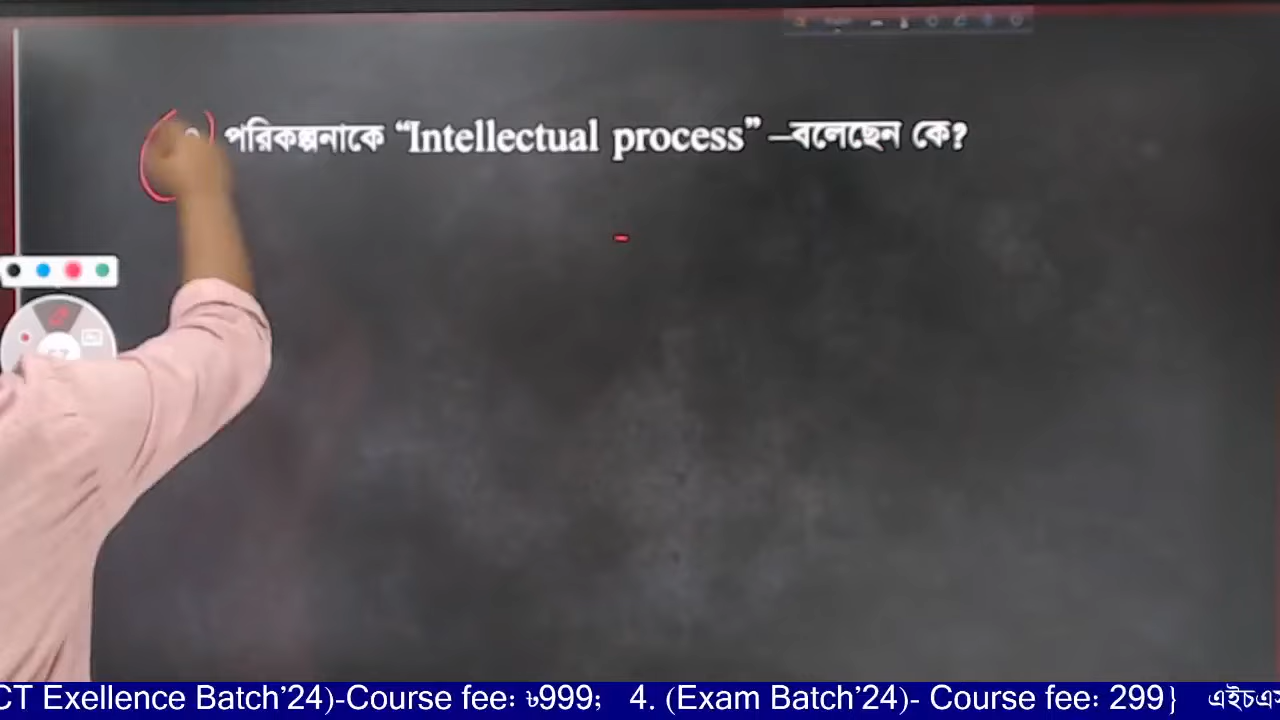 পরিকল্পনাকে “Intellectual process” –বলেছেন কে?
CT Exellence Batch’24)-Course fee: ৳999; 4. (Exam Batch’24)- Course fee: 299}